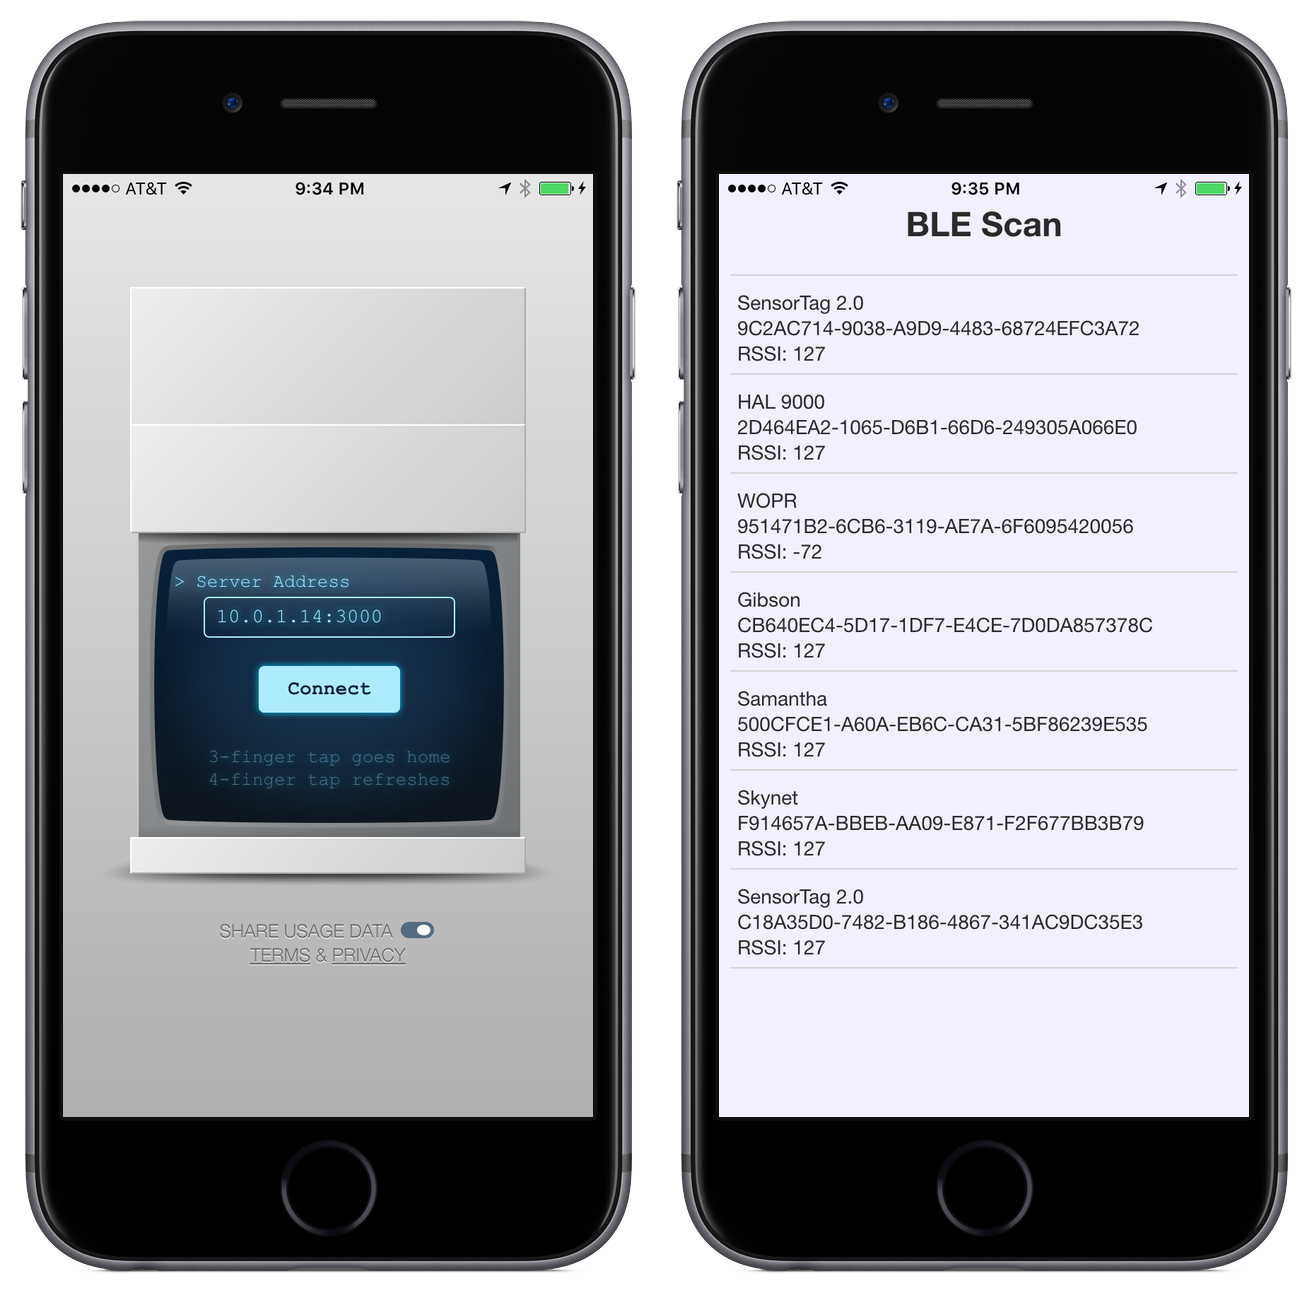 AT&T 9:34 PM
> Server Address
10.0.1.14:3000
Connect
3-finger tap goes home
4-finger tap refreshes
SHARE USAGE DATA
TERMS & PRIVACY
AT&T 9:35 PM
BLE Scan
SensorTag 2.0
9C2AC714-9038-A9D9-4483-68724EFC3A72
RSSI: 127
HAL 9000
2D464EA2-1065-D6B1-66D6-249305A066E0
RSSI: 127
WOPR
951471B2-6CB6-3119-AE7A-6F6095420056
RSSI: -72
Gibson
CB640EC4-5D17-1DF7-E4CE-7D0DA857378C
RSSI: 127
Samantha
500CFCE1-A60A-EB6C-CA31-5BF86239E535
RSSI: 127
Skynet
F914657A-BBEB-AA09-E871-F2F677BB3B79
RSSI: 127
SensorTag 2.0
C18A35D0-7482-B186-4867-341AC9DC35E3
RSSI: 127